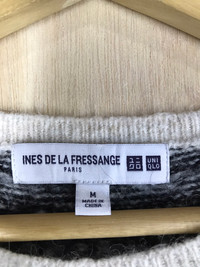 INES DE LA FRESSANGE
PARIS
ユニ
クロ
UNI
QLO
M
MADE IN
CHINA